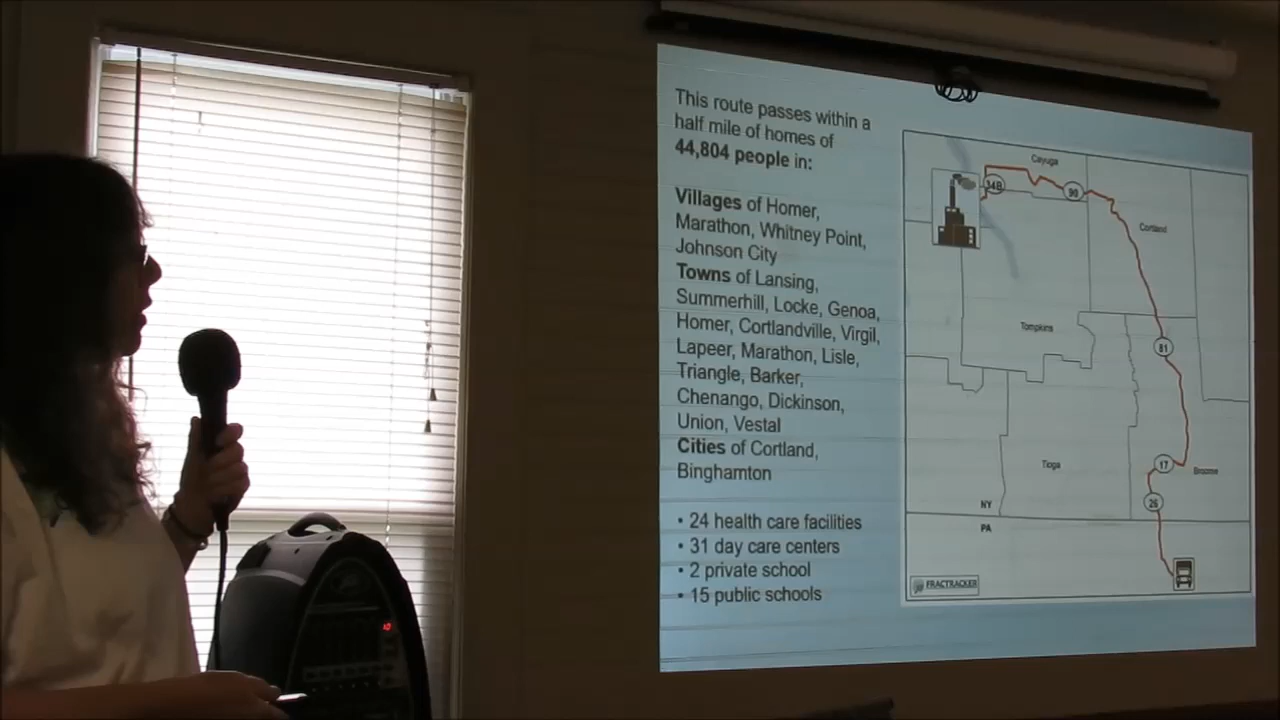 This route passes within a
half mile of homes of
44,804 people in:
Villages of Homer,
Marathon, Whitney Point,
Johnson City
Towns of Lansing,
Summerhill, Locke, Genoa,
Homer, Cortlandville, Virgil,
Lapeer, Marathon, Lisle,
Triangle, Barker,
Chenango, Dickinson,
Union, Vestal
Cities of Cortland,
Binghamton
• 24 health care facilities
• 31 day care centers
• 2 private school
• 15 public schools
Cayuga
34B
90
Cortland
Tompkins
81
Tioga
17
Broome
26
NY
PA
FRACTRACKER